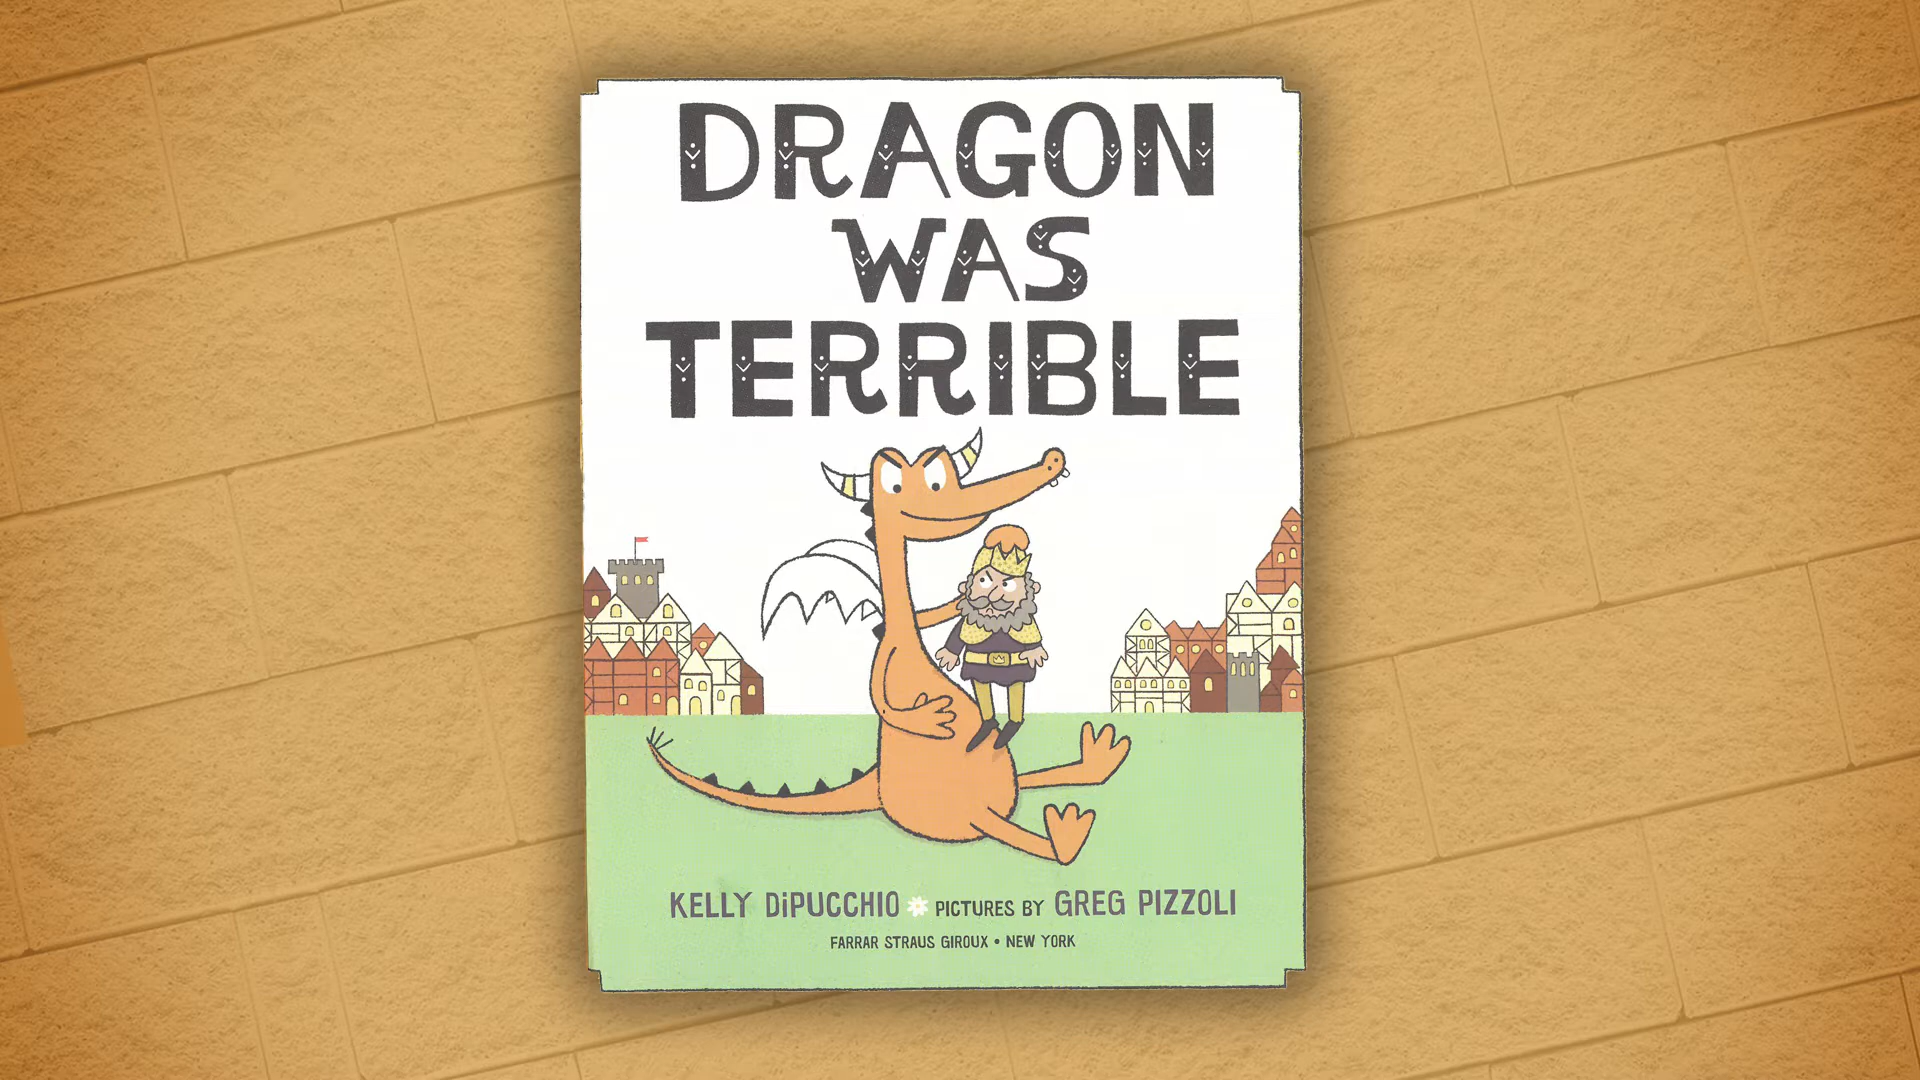 DRAGON
WAS
TERRIBLE
KELLY DiPUCCHIO PICTURES BY GREG PIZZOLI
FARRAR STRAUS GIROUX • NEW YORK